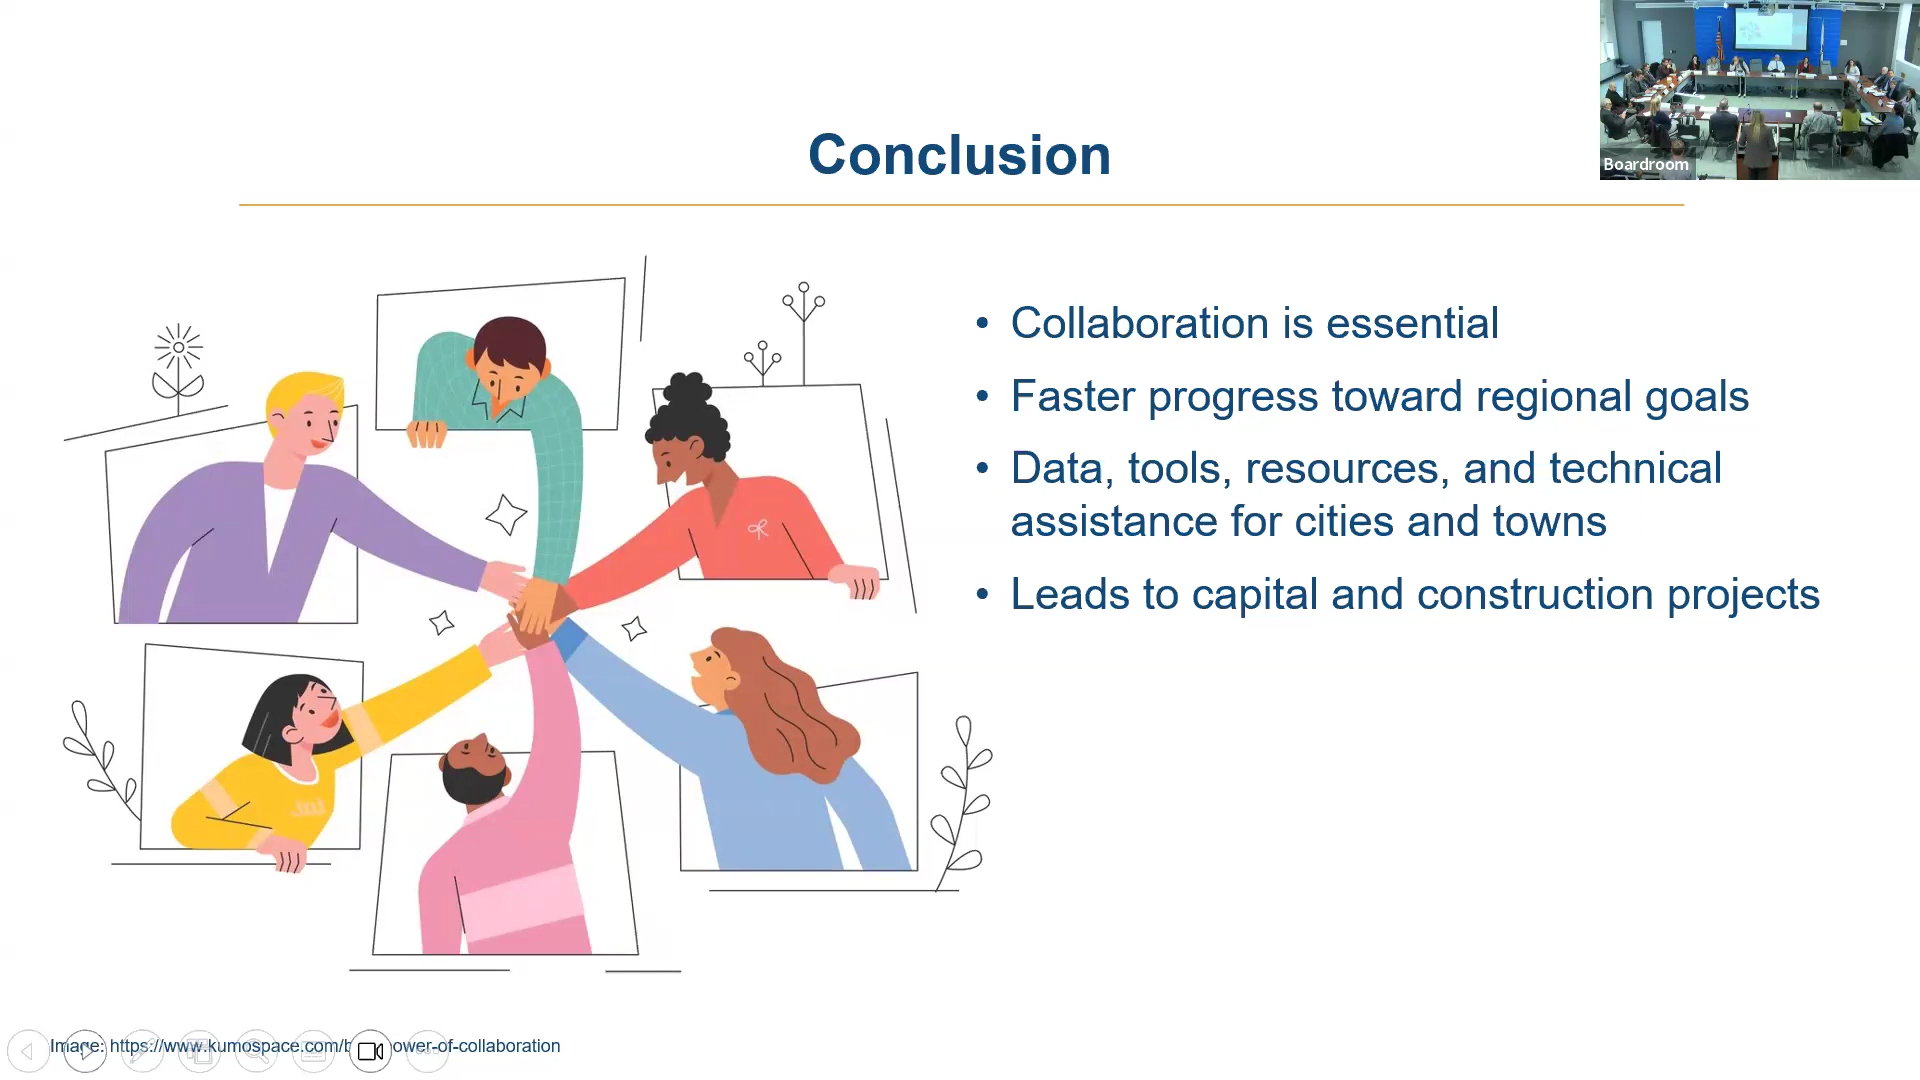 Boardroom
Conclusion
• Collaboration is essential
• Faster progress toward regional goals
• Data, tools, resources, and technical
assistance for cities and towns
• Leads to capital and construction projects
Image: https://www.kumospace.com/b ower-of-collaboration